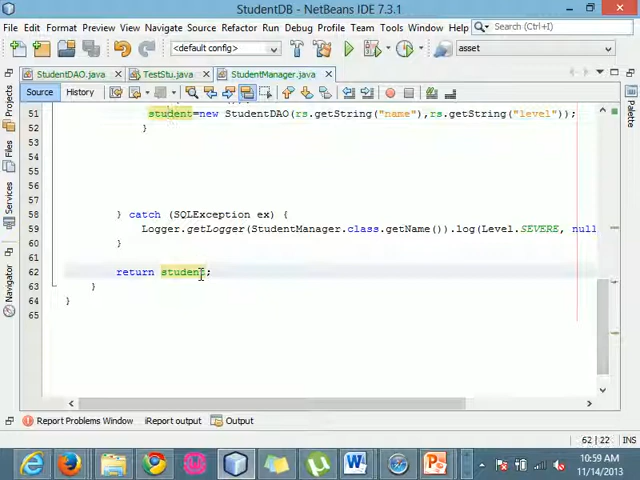 StudentDB - NetBeans IDE 7.3.1
File Edit View Navigate Source Refactor Run Debug Profile Team Tools Window Help Search (Ctrl+I)
<default config> asset
StudentDAO.java TestStu.java StudentManager.java
Source History
51 student=new StudentDAO(rs.getString("name"),rs.getString("level"));
52 }
53
54
55
56
57
58 } catch (SQLException ex) {
59 Logger.getLogger(StudentManager.class.getName()).log(Level.SEVERE, null
60 }
61
62 return student;
63 }
64 }
65
Projects
Files
Services
Navigator
Palette
Report Problems Window iReport output Output
62 | 22 INS
10:59 AM
11/14/2013